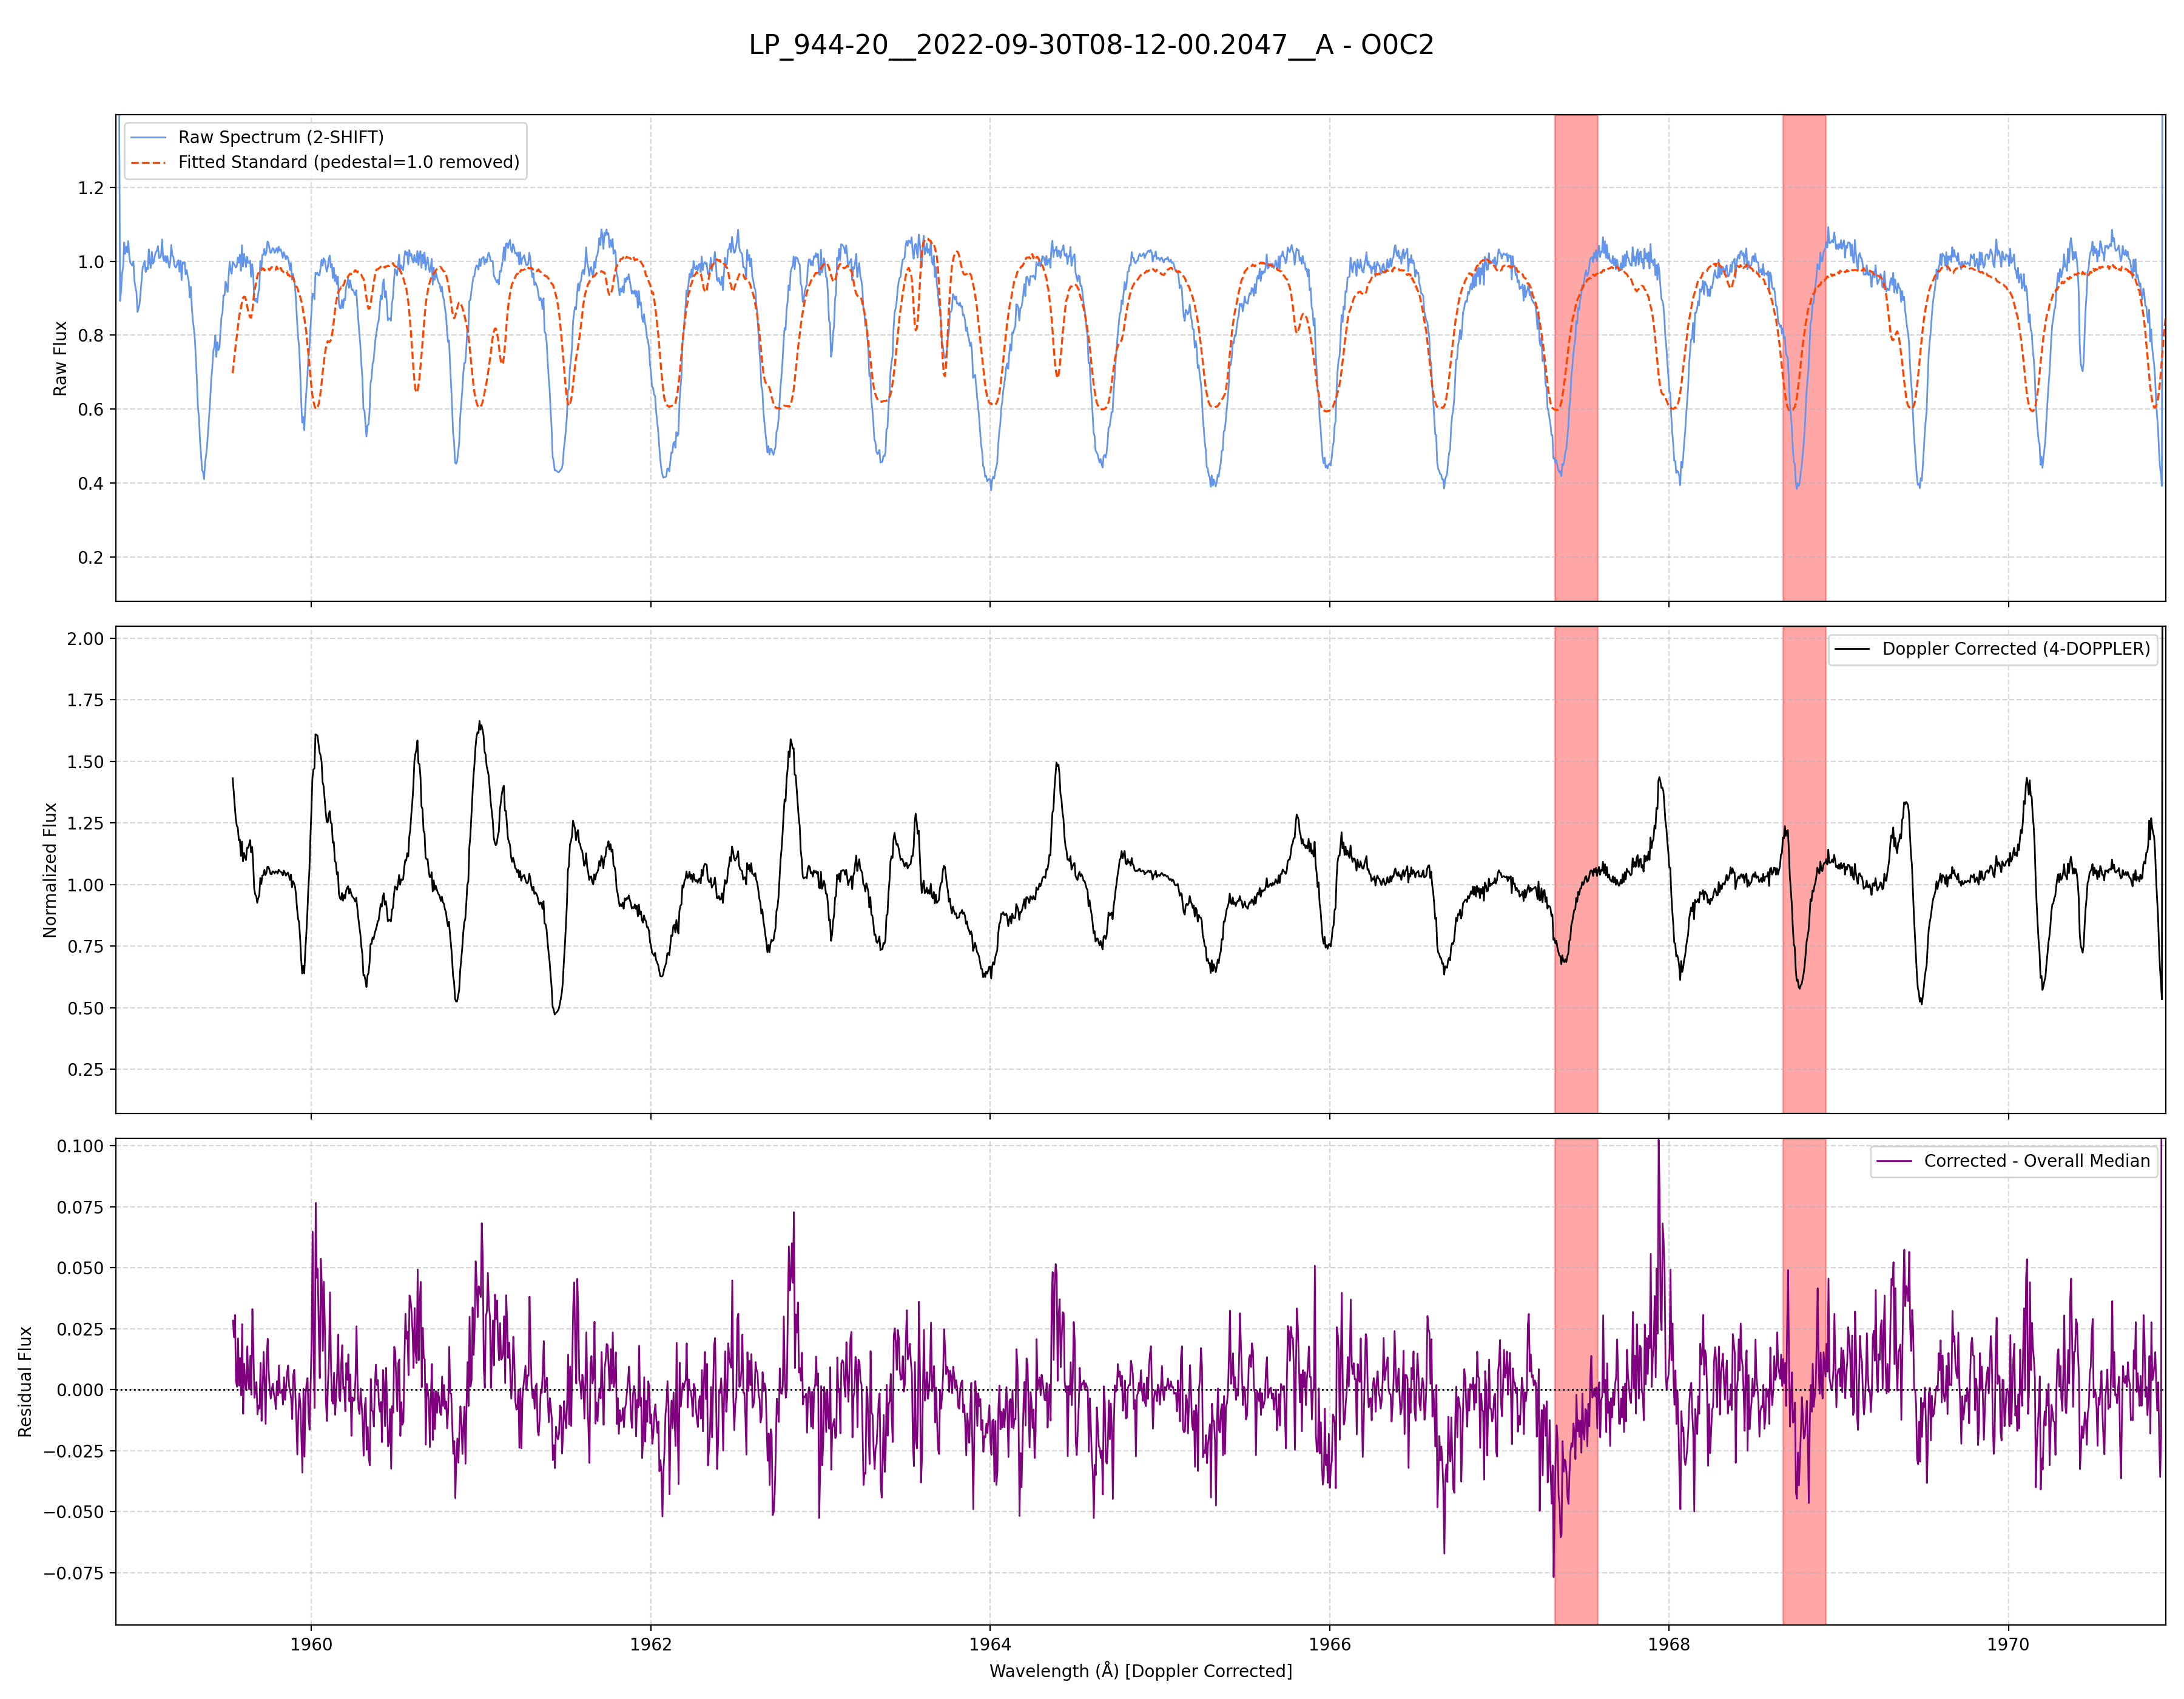 LP_944-20__2022-09-30T08-12-00.2047__A - O0C2
Raw Spectrum (2-SHIFT)
Fitted Standard (pedestal=1.0 removed)
Raw Flux
1.2
1.0
0.8
0.6
0.4
0.2
Doppler Corrected (4-DOPPLER)
Normalized Flux
2.00
1.75
1.50
1.25
1.00
0.75
0.50
0.25
Corrected - Overall Median
Residual Flux
0.100
0.075
0.050
0.025
0.000
−0.025
−0.050
−0.075
1960 1962 1964 1966 1968 1970
Wavelength (Å) [Doppler Corrected]